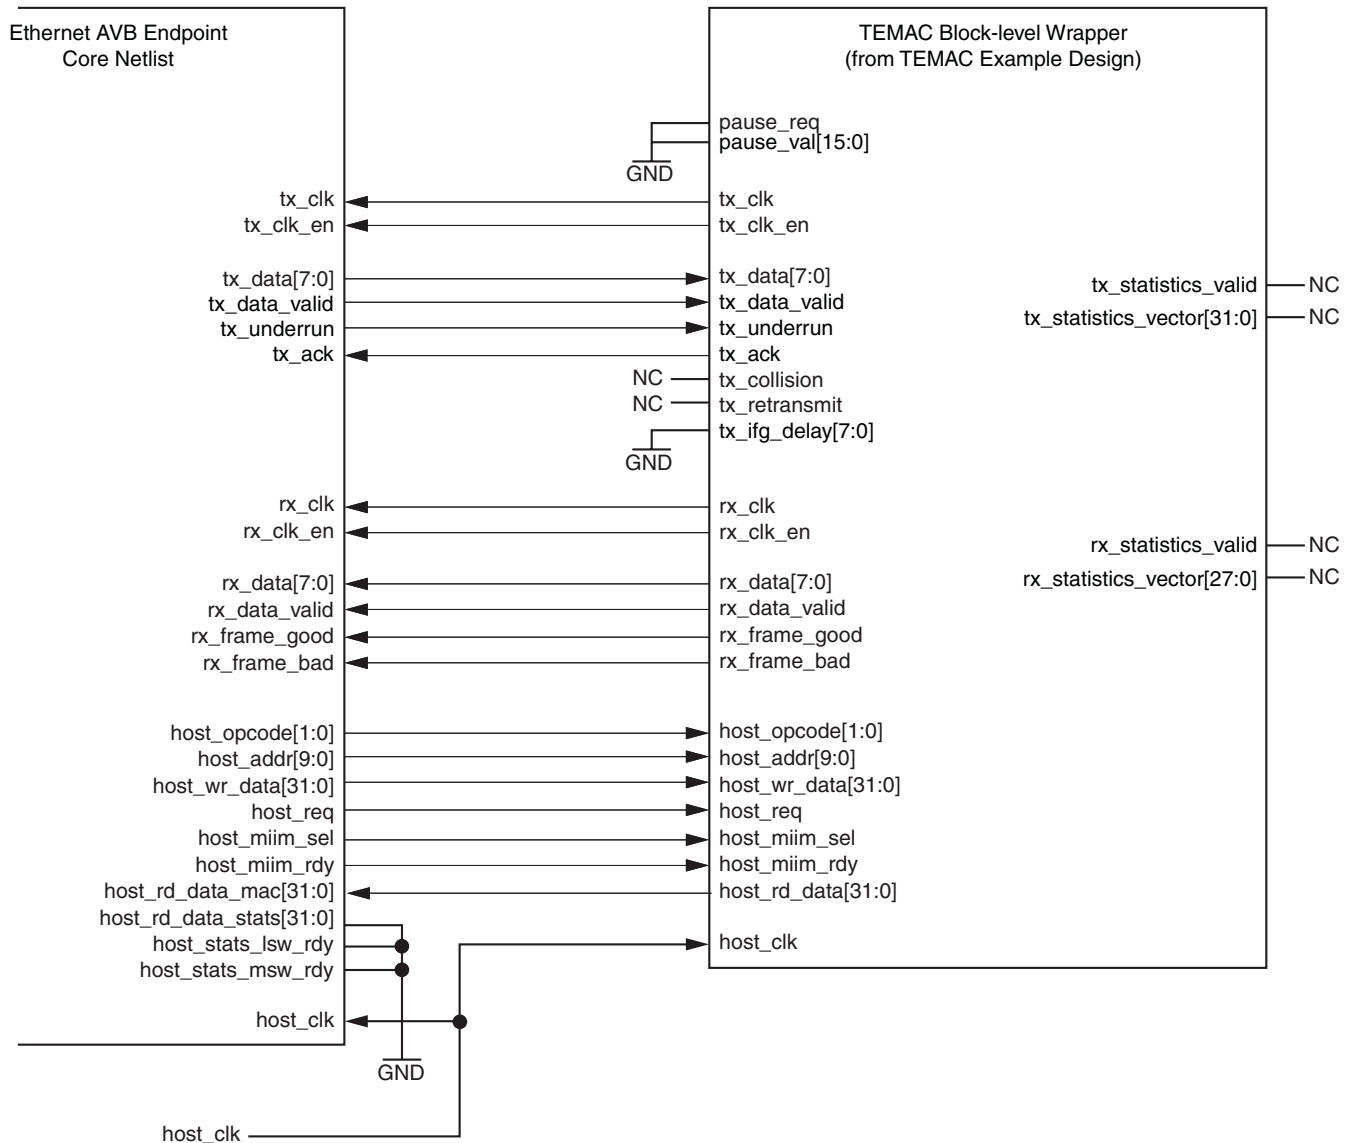 Ethernet AVB Endpoint
Core Netlist
TEMAC Block-level Wrapper
(from TEMAC Example Design)
pause_req
pause_val[15:0]
GND
tx_clk
tx_clk
tx_clk_en
tx_clk_en
tx_data[7:0]
tx_data[7:0]
tx_statistics_valid
NC
tx_data_valid
tx_data_valid
tx_statistics_vector[31:0]
NC
tx_underrun
tx_underrun
tx_ack
tx_ack
NC
tx_collision
NC
tx_retransmit
tx_ifg_delay[7:0]
GND
rx_clk
rx_clk
rx_clk_en
rx_clk_en
rx_statistics_valid
NC
rx_data[7:0]
rx_data[7:0]
rx_statistics_vector[27:0]
NC
rx_data_valid
rx_data_valid
rx_frame_good
rx_frame_good
rx_frame_bad
rx_frame_bad
host_opcode[1:0]
host_opcode[1:0]
host_addr[9:0]
host_addr[9:0]
host_wr_data[31:0]
host_wr_data[31:0]
host_req
host_req
host_miim_sel
host_miim_sel
host_miim_rdy
host_miim_rdy
host_rd_data_mac[31:0]
host_rd_data[31:0]
host_rd_data_stats[31:0]
host_stats_lsw_rdy
host_clk
host_stats_msw_rdy
host_clk
GND
host_clk